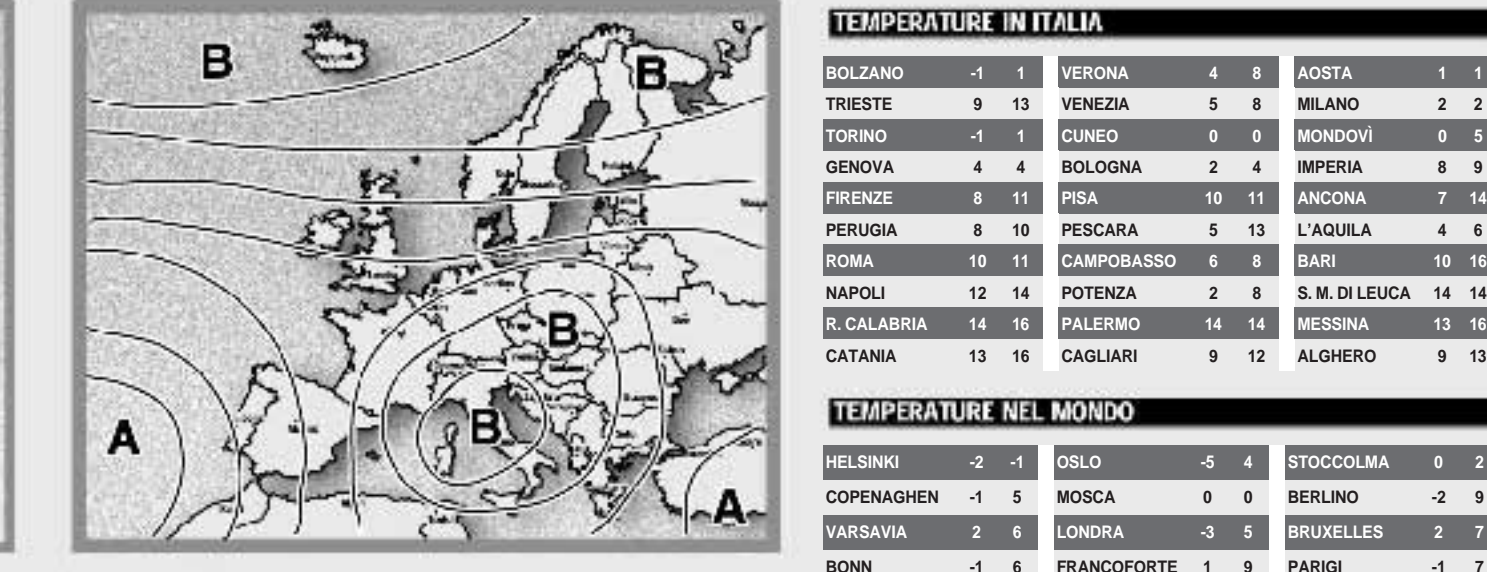 B
B
B
B
A
A
TEMPERATURE IN ITALIA
BOLZANO -1 1 VERONA 4 8 AOSTA 1 1
TRIESTE 9 13 VENEZIA 5 8 MILANO 2 2
TORINO -1 1 CUNEO 0 0 MONDOVÌ 0 5
GENOVA 4 4 BOLOGNA 2 4 IMPERIA 8 9
FIRENZE 8 11 PISA 10 11 ANCONA 7 14
PERUGIA 8 10 PESCARA 5 13 L'AQUILA 4 6
ROMA 10 11 CAMPOBASSO 6 8 BARI 10 16
NAPOLI 12 14 POTENZA 2 8 S. M. DI LEUCA 14 14
R. CALABRIA 14 16 PALERMO 14 14 MESSINA 13 16
CATANIA 13 16 CAGLIARI 9 12 ALGHERO 9 13
TEMPERATURE NEL MONDO
HELSINKI -2 -1 OSLO -5 4 STOCCOLMA 0 2
COPENAGHEN -1 5 MOSCA 0 0 BERLINO -2 9
VARSAVIA 2 6 LONDRA -3 5 BRUXELLES 2 7
BONN -1 6 FRANCOFORTE 1 9 PARIGI -1 7